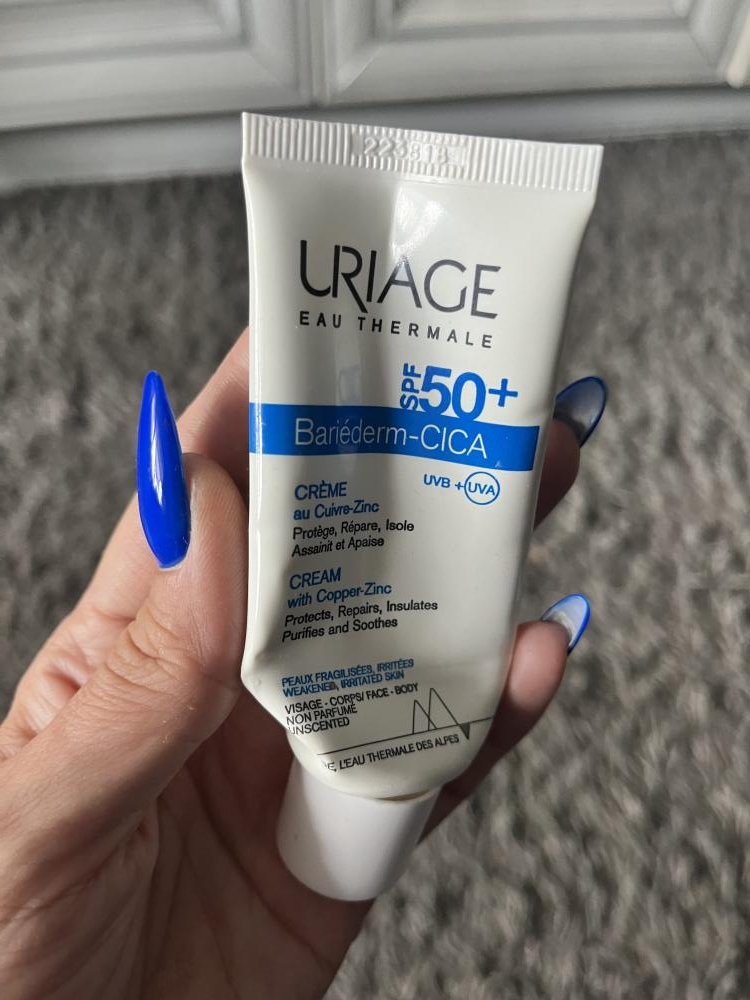 URIAGE
EAU THERMALE
SPF 50+
Bariéderm-CICA
UVB + UVA
CRÈME
au Cuivre-Zinc
Protège, Répare, Isole
Assainit et Apaise
CREAM
with Copper-Zinc
Protects, Repairs, Insulates
Purifies and Soothes
PEAUX FRAGILISÉES, IRRITÉES
WEAKENED, IRRITATED SKIN
VISAGE - CORPS/ FACE - BODY
NON PARFUMÉ
UNSCENTED
L'EAU THERMALE DES ALPES